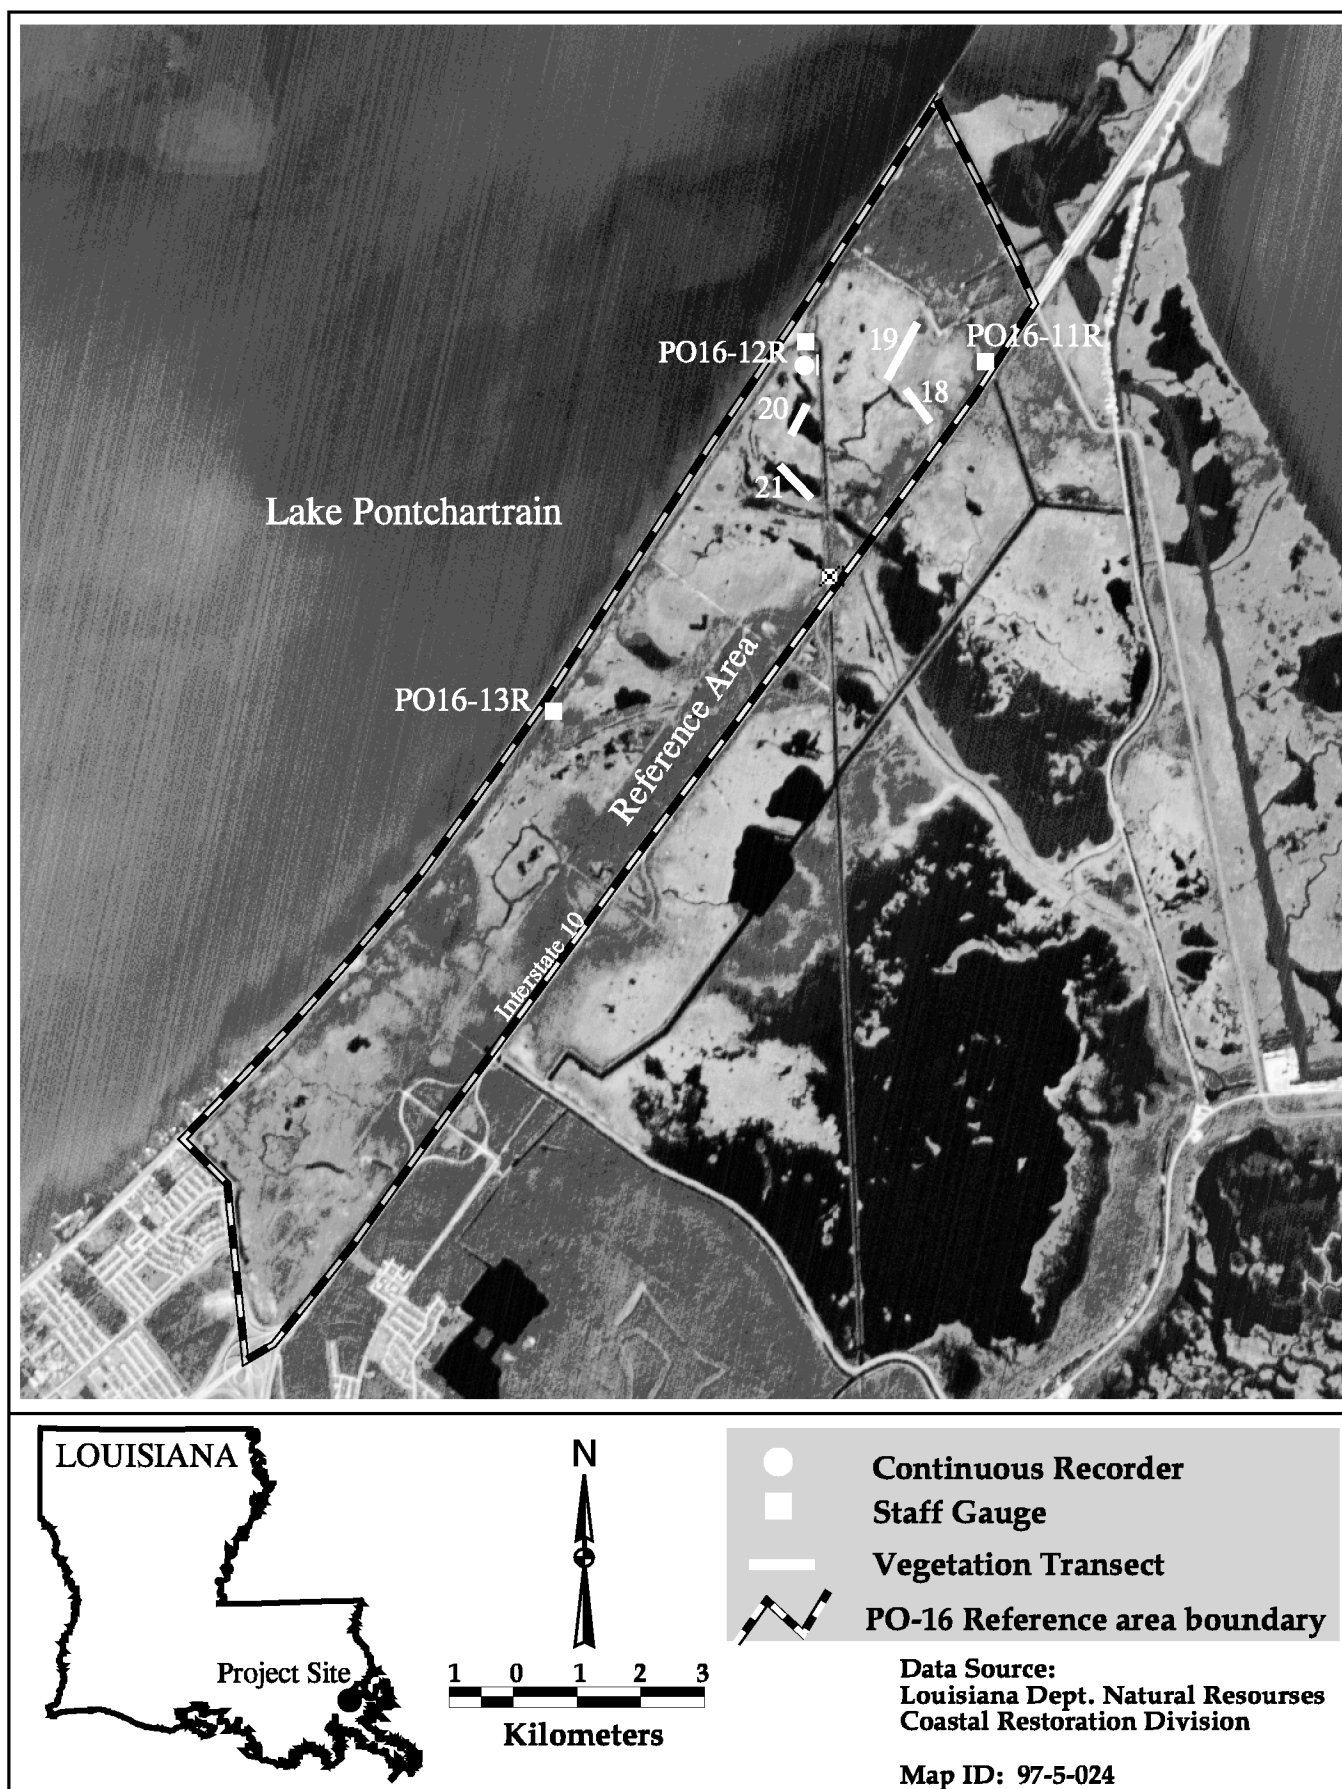 19
PO16-11R
PO16-12R
18
20
21
Lake Pontchartrain
Reference Area
PO16-13R
Interstate 10
LOUISIANA
Project Site
N
1 0 1 2 3
Kilometers
Continuous Recorder
Staff Gauge
Vegetation Transect
PO-16 Reference area boundary
Data Source:
Louisiana Dept. Natural Resourses
Coastal Restoration Division
Map ID: 97-5-024